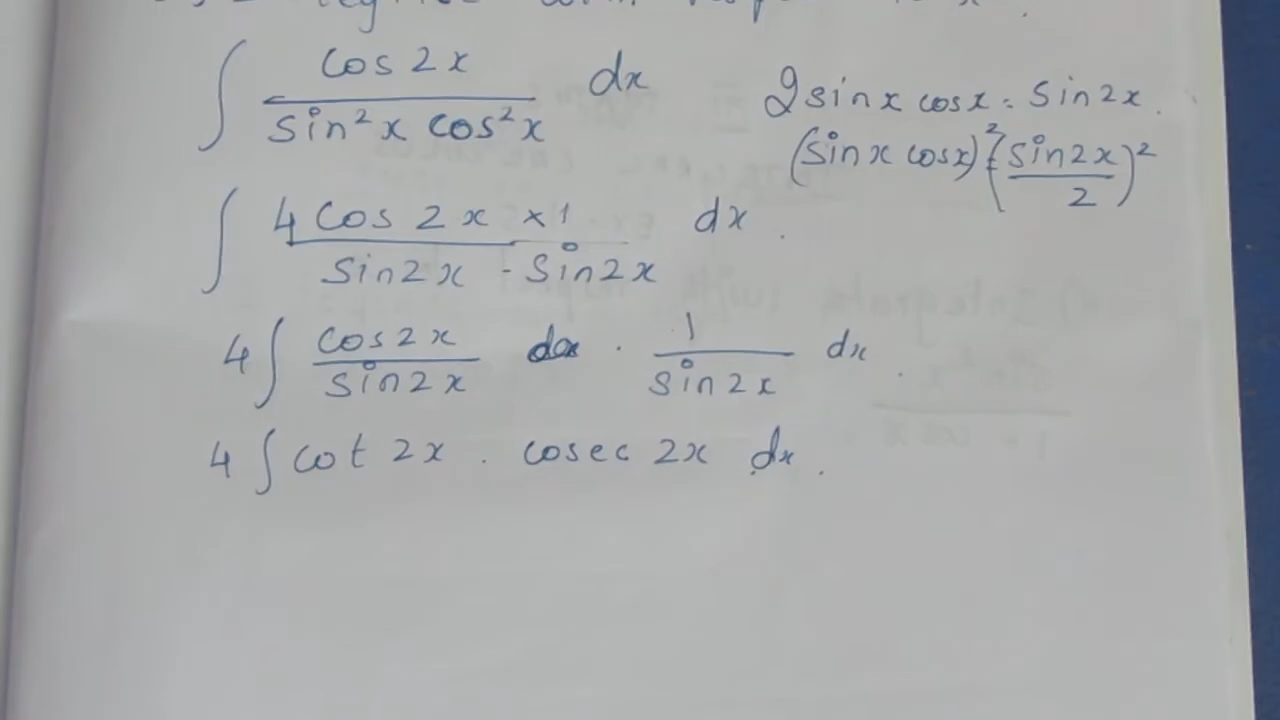 ∫ cos 2x / sin²x cos²x dx
2 sin x cos x = sin 2x.
(sin x cos x)² = (sin 2x / 2)²
∫ 4 cos 2x × 1 / sin 2x · sin 2x dx.
4 ∫ cos 2x / sin 2x dx · 1 / sin 2x dx.
4 ∫ cot 2x . cosec 2x dx.